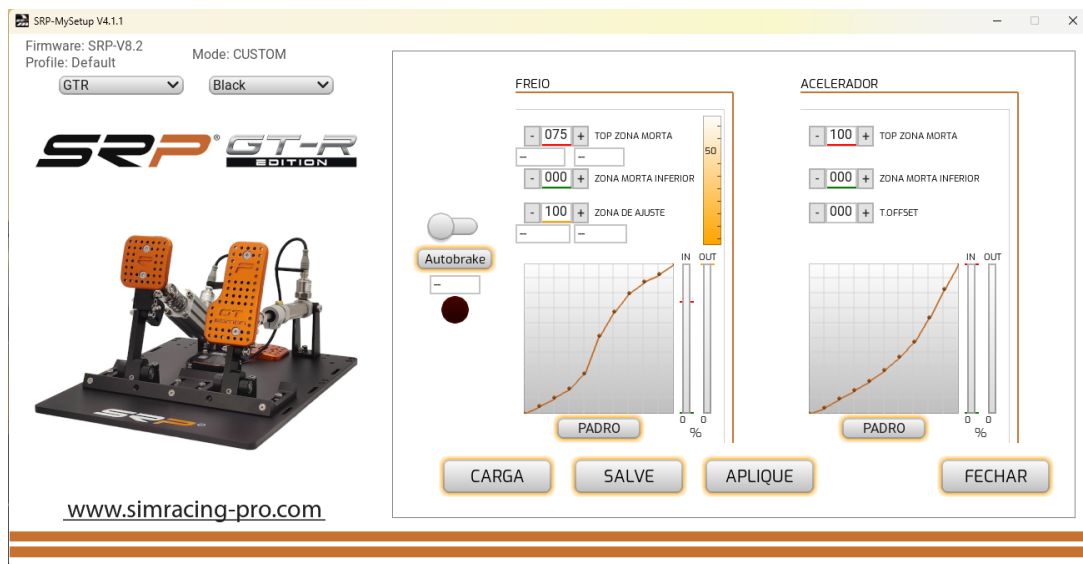 SRP-MySetup V4.1.1
Firmware: SRP-V8.2
Profile: Default
Mode: CUSTOM
GTR
Black
SRP® GT-R
EDITION
www.simracing-pro.com
Autobrake
--
FREIO
- 075 + TOP ZONA MORTA
-- --
- 000 + ZONA MORTA INFERIOR
- 100 + ZONA DE AJUSTE
-- --
50
IN OUT
0 0
%
PADRO
ACELERADOR
- 100 + TOP ZONA MORTA
- 000 + ZONA MORTA INFERIOR
- 000 + T.OFFSET
IN OUT
0 0
%
PADRO
CARGA
SALVE
APLIQUE
FECHAR
GT
EDITION
SRP®